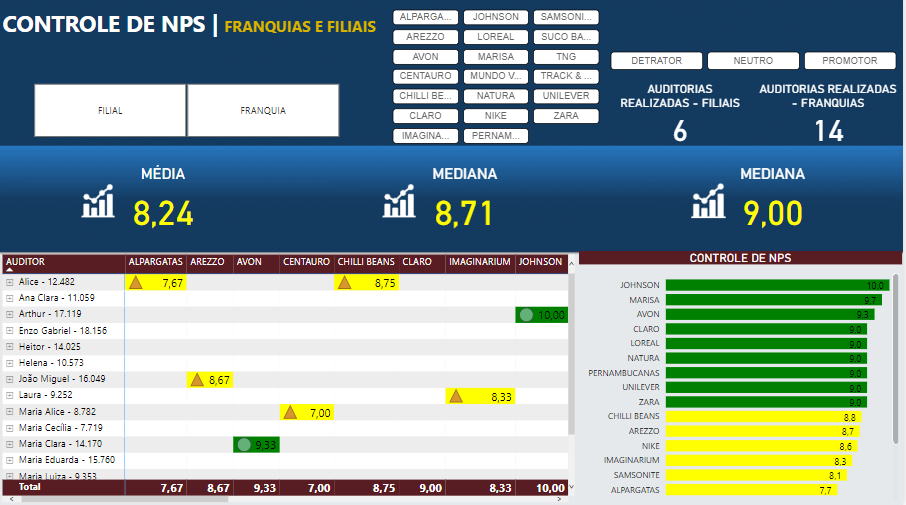 CONTROLE DE NPS | FRANQUIAS E FILIAIS
FILIAL
FRANQUIA
ALPARGA... JOHNSON SAMSONI...
AREZZO LOREAL SUCO BA...
AVON MARISA TNG
CENTAURO MUNDO V... TRACK & ...
CHILLI BE... NATURA UNILEVER
CLARO NIKE ZARA
IMAGINA... PERNAM...
DETRATOR NEUTRO PROMOTOR
AUDITORIAS
REALIZADAS - FILIAIS
6
AUDITORIAS REALIZADAS
- FRANQUIAS
14
MÉDIA
8,24
MEDIANA
8,71
MEDIANA
9,00
AUDITOR ALPARGATAS AREZZO AVON CENTAURO CHILLI BEANS CLARO IMAGINARIUM JOHNSON
Alice - 12.482 7,67 8,75
Ana Clara - 11.059
Arthur - 17.119 10,00
Enzo Gabriel - 18.156
Heitor - 14.025
Helena - 10.573
João Miguel - 16.049 8,67
Laura - 9.252 8,33
Maria Alice - 8.782 7,00
Maria Cecília - 7.719
Maria Clara - 14.170 9,33
Maria Eduarda - 15.760
Maria Luiza - 9.353
Total 7,67 8,67 9,33 7,00 8,75 9,00 8,33 10,00
CONTROLE DE NPS
JOHNSON 10,0
MARISA 9,7
AVON 9,3
CLARO 9,0
LOREAL 9,0
NATURA 9,0
PERNAMBUCANAS 9,0
UNILEVER 9,0
ZARA 9,0
CHILLI BEANS 8,8
AREZZO 8,7
NIKE 8,6
IMAGINARIUM 8,3
SAMSONITE 8,1
ALPARGATAS 7,7